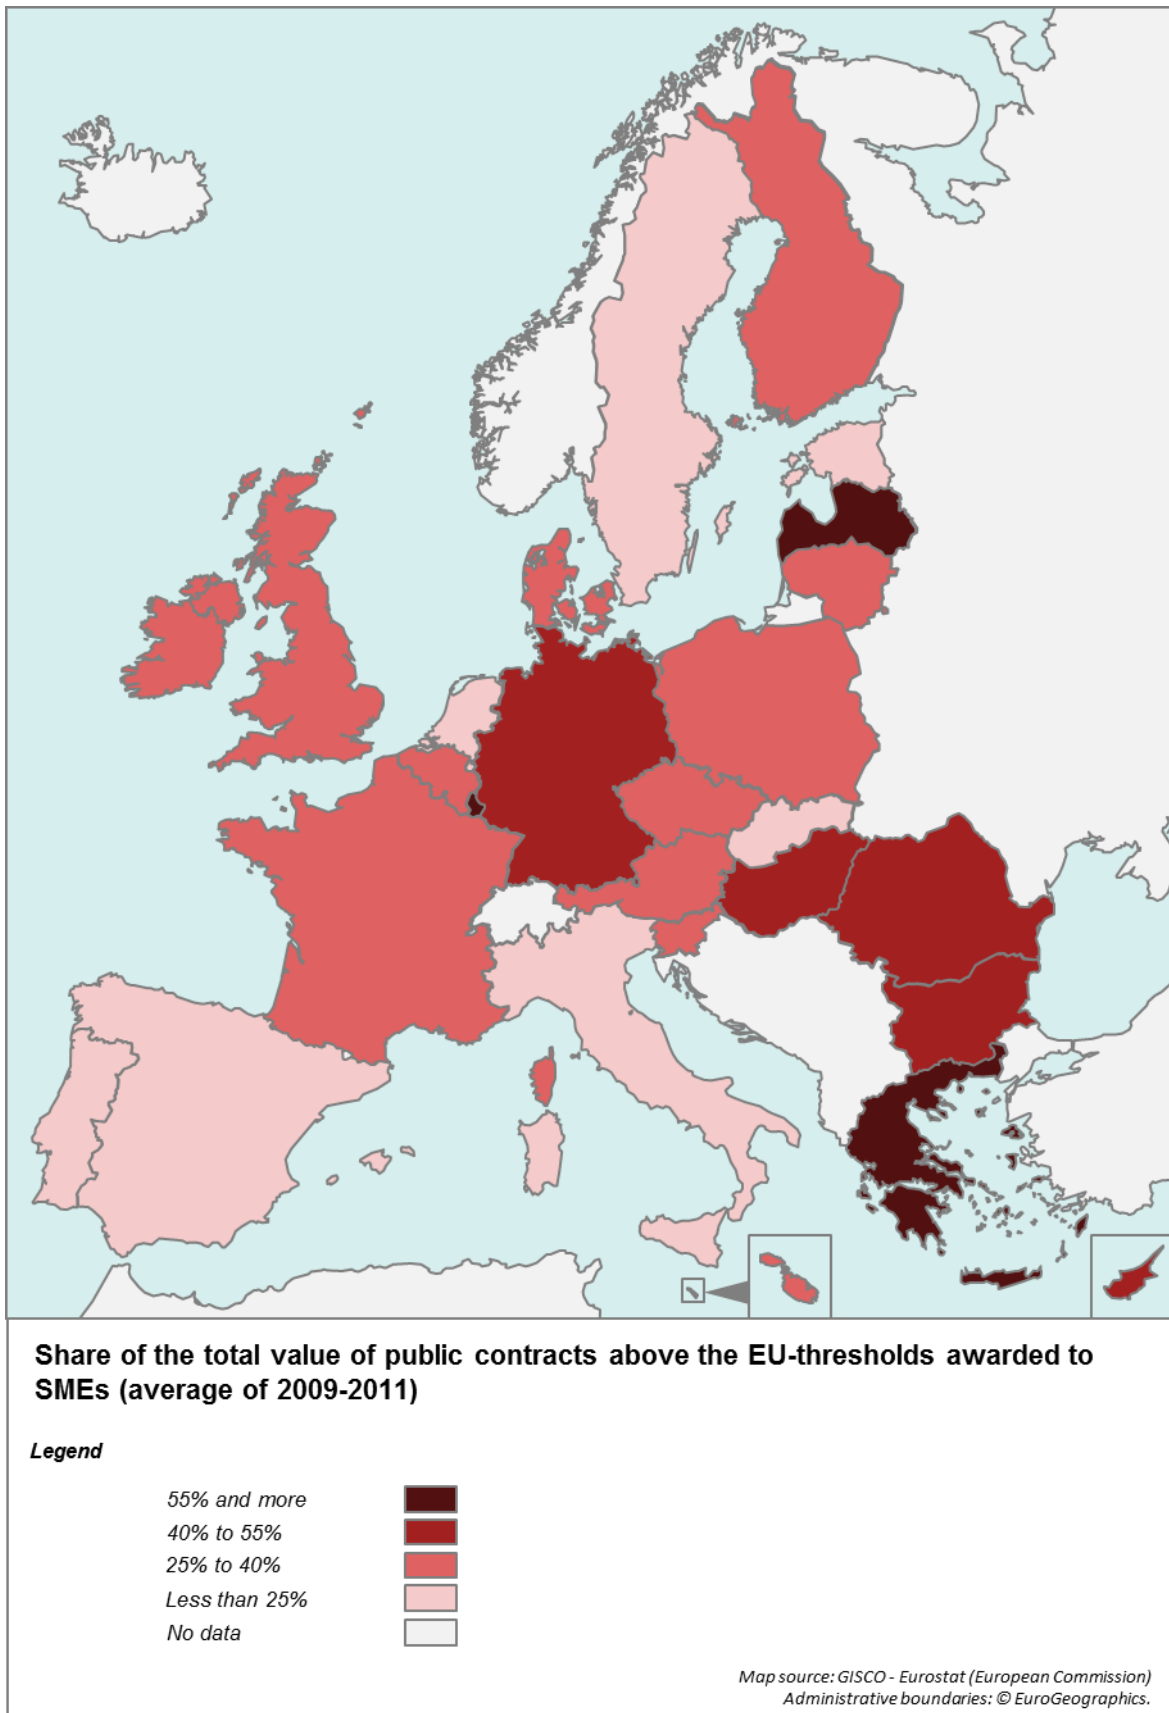 Share of the total value of public contracts above the EU-thresholds awarded to
SMEs (average of 2009-2011)
Legend
55% and more
40% to 55%
25% to 40%
Less than 25%
No data
Map source: GISCO - Eurostat (European Commission)
Administrative boundaries: © EuroGeographics.